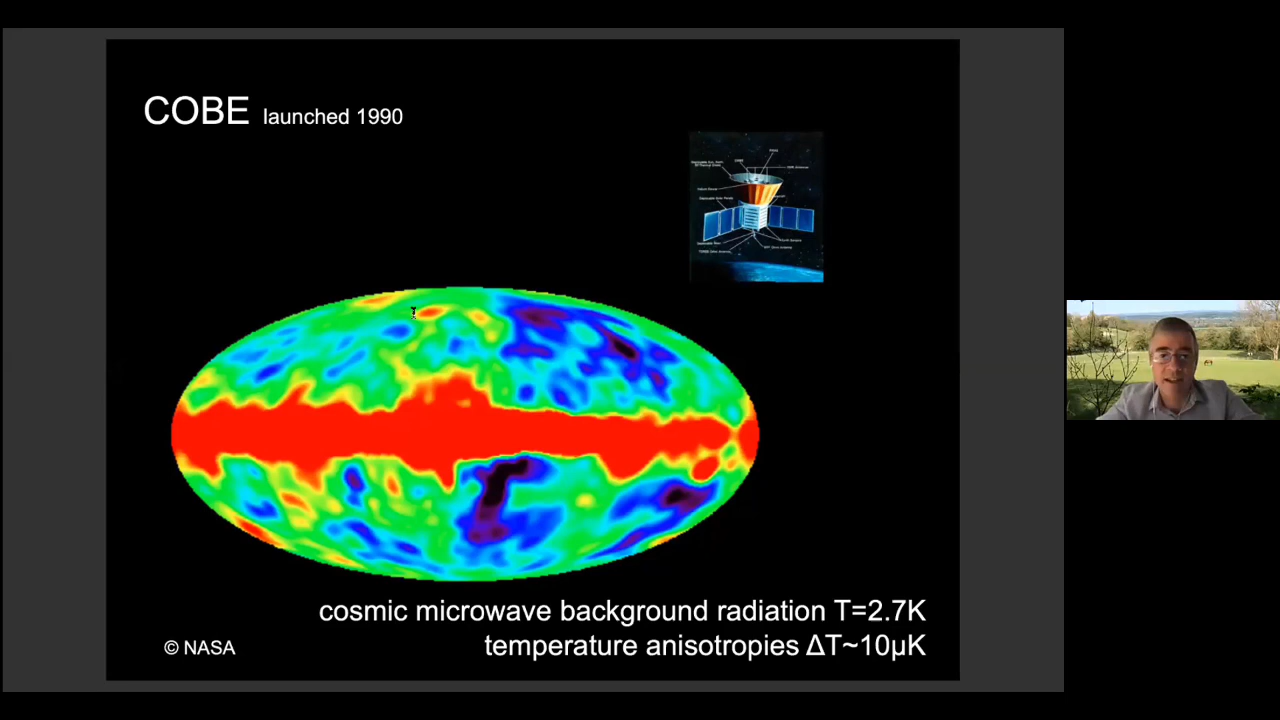 COBE launched 1990
cosmic microwave background radiation T=2.7K
© NASA
temperature anisotropies ΔT~10μK